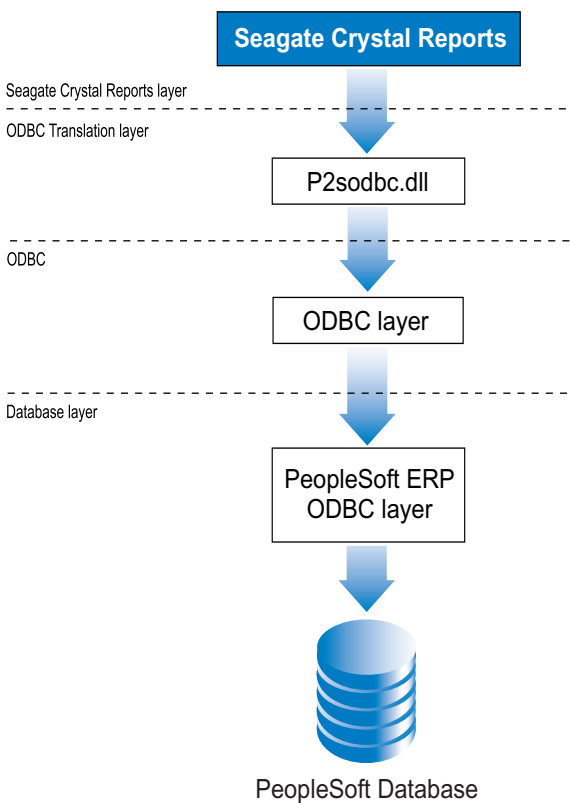 Seagate Crystal Reports
Seagate Crystal Reports layer
ODBC Translation layer
P2sodbc.dll
ODBC
ODBC layer
Database layer
PeopleSoft ERP
ODBC layer
PeopleSoft Database